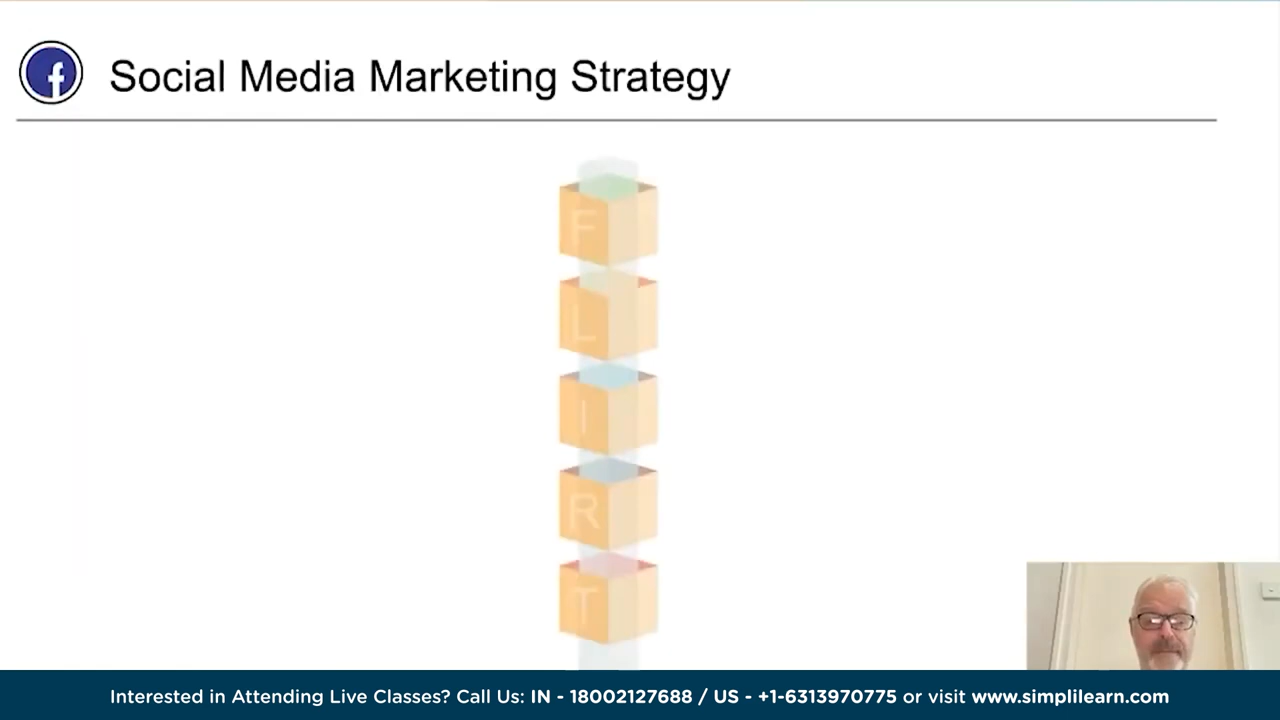 Social Media Marketing Strategy
F
L
I
R
T
Interested in Attending Live Classes? Call Us: IN - 18002127688 / US - +1-6313970775 or visit www.simplilearn.com